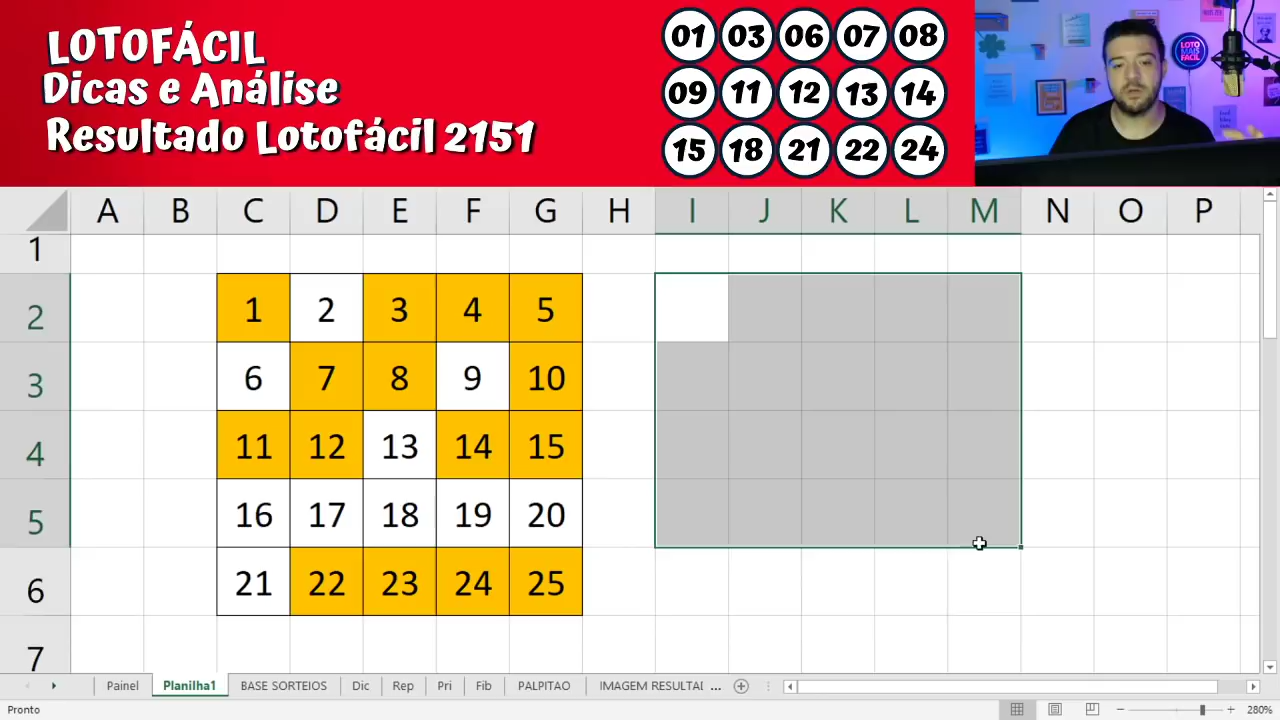 LOTOFÁCIL
Dicas e Análise
Resultado Lotofácil 2151
01 03 06 07 08
09 11 12 13 14
15 18 21 22 24
LOTO
MAIS
FÁCIL
A B C D E F G H I J K L M N O P
1
2 1 2 3 4 5
3 6 7 8 9 10
4 11 12 13 14 15
5 16 17 18 19 20
6 21 22 23 24 25
7
Painel Planilha1 BASE SORTEIOS Dic Rep Pri Fib PALPITAO IMAGEM RESULTAI ...
Pronto 280%